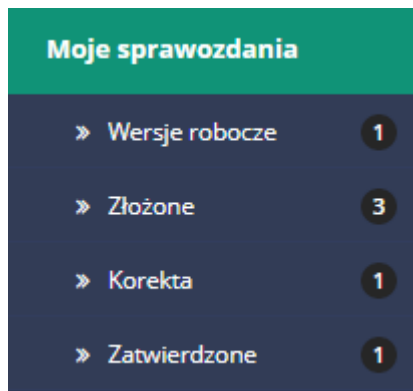 Moje sprawozdania
» Wersje robocze 1
» Złożone 3
» Korekta 1
» Zatwierdzone 1